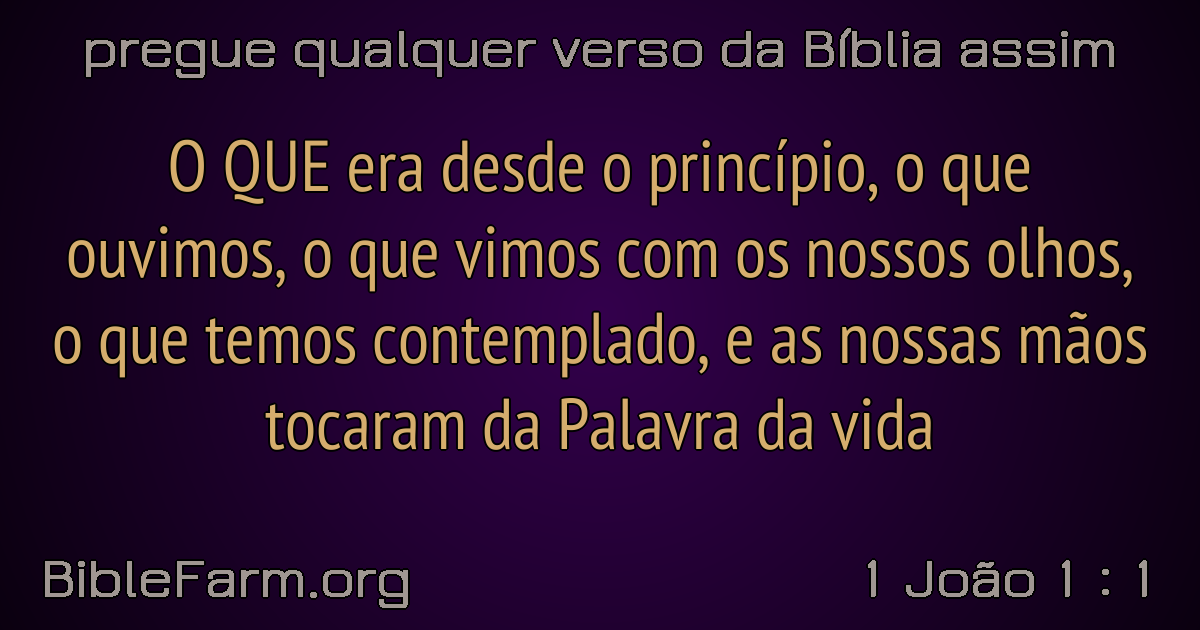 pregue qualquer verso da Bíblia assim
O QUE era desde o princípio, o que
ouvimos, o que vimos com os nossos olhos,
o que temos contemplado, e as nossas mãos
tocaram da Palavra da vida
BibleFarm.org
1 João 1 : 1